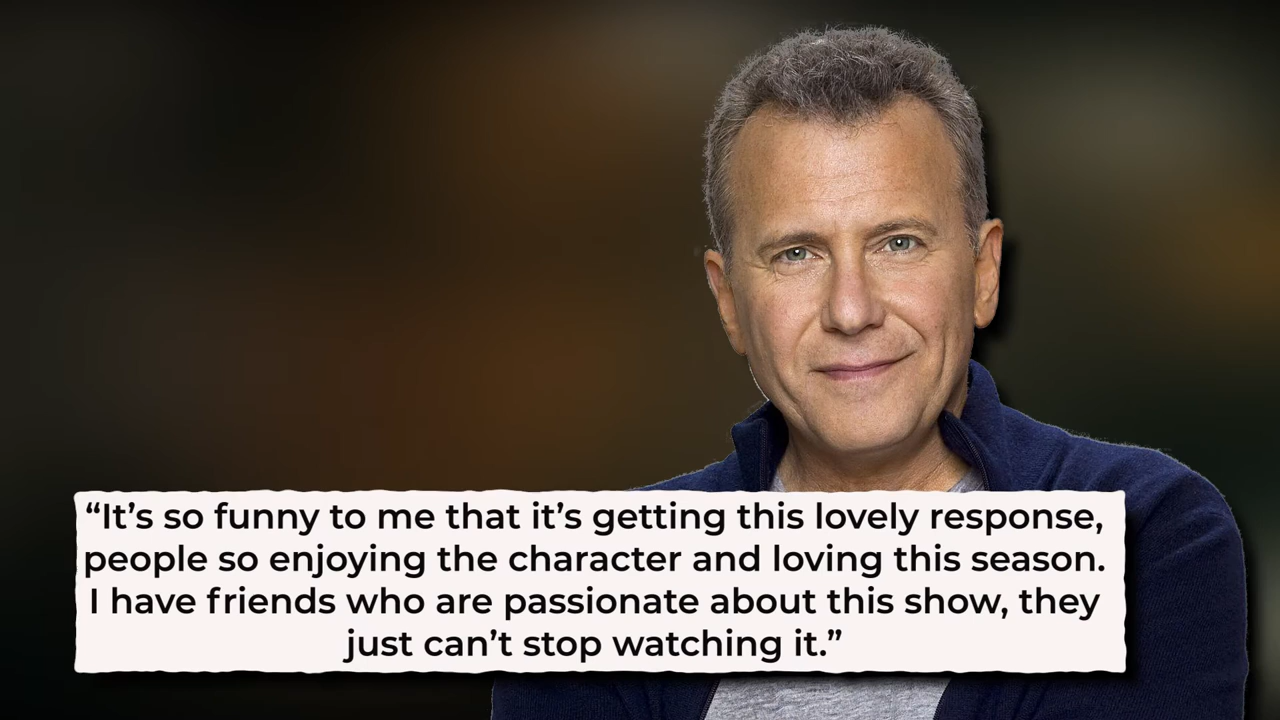 “It’s so funny to me that it’s getting this lovely response,
people so enjoying the character and loving this season.
I have friends who are passionate about this show, they
just can’t stop watching it.”